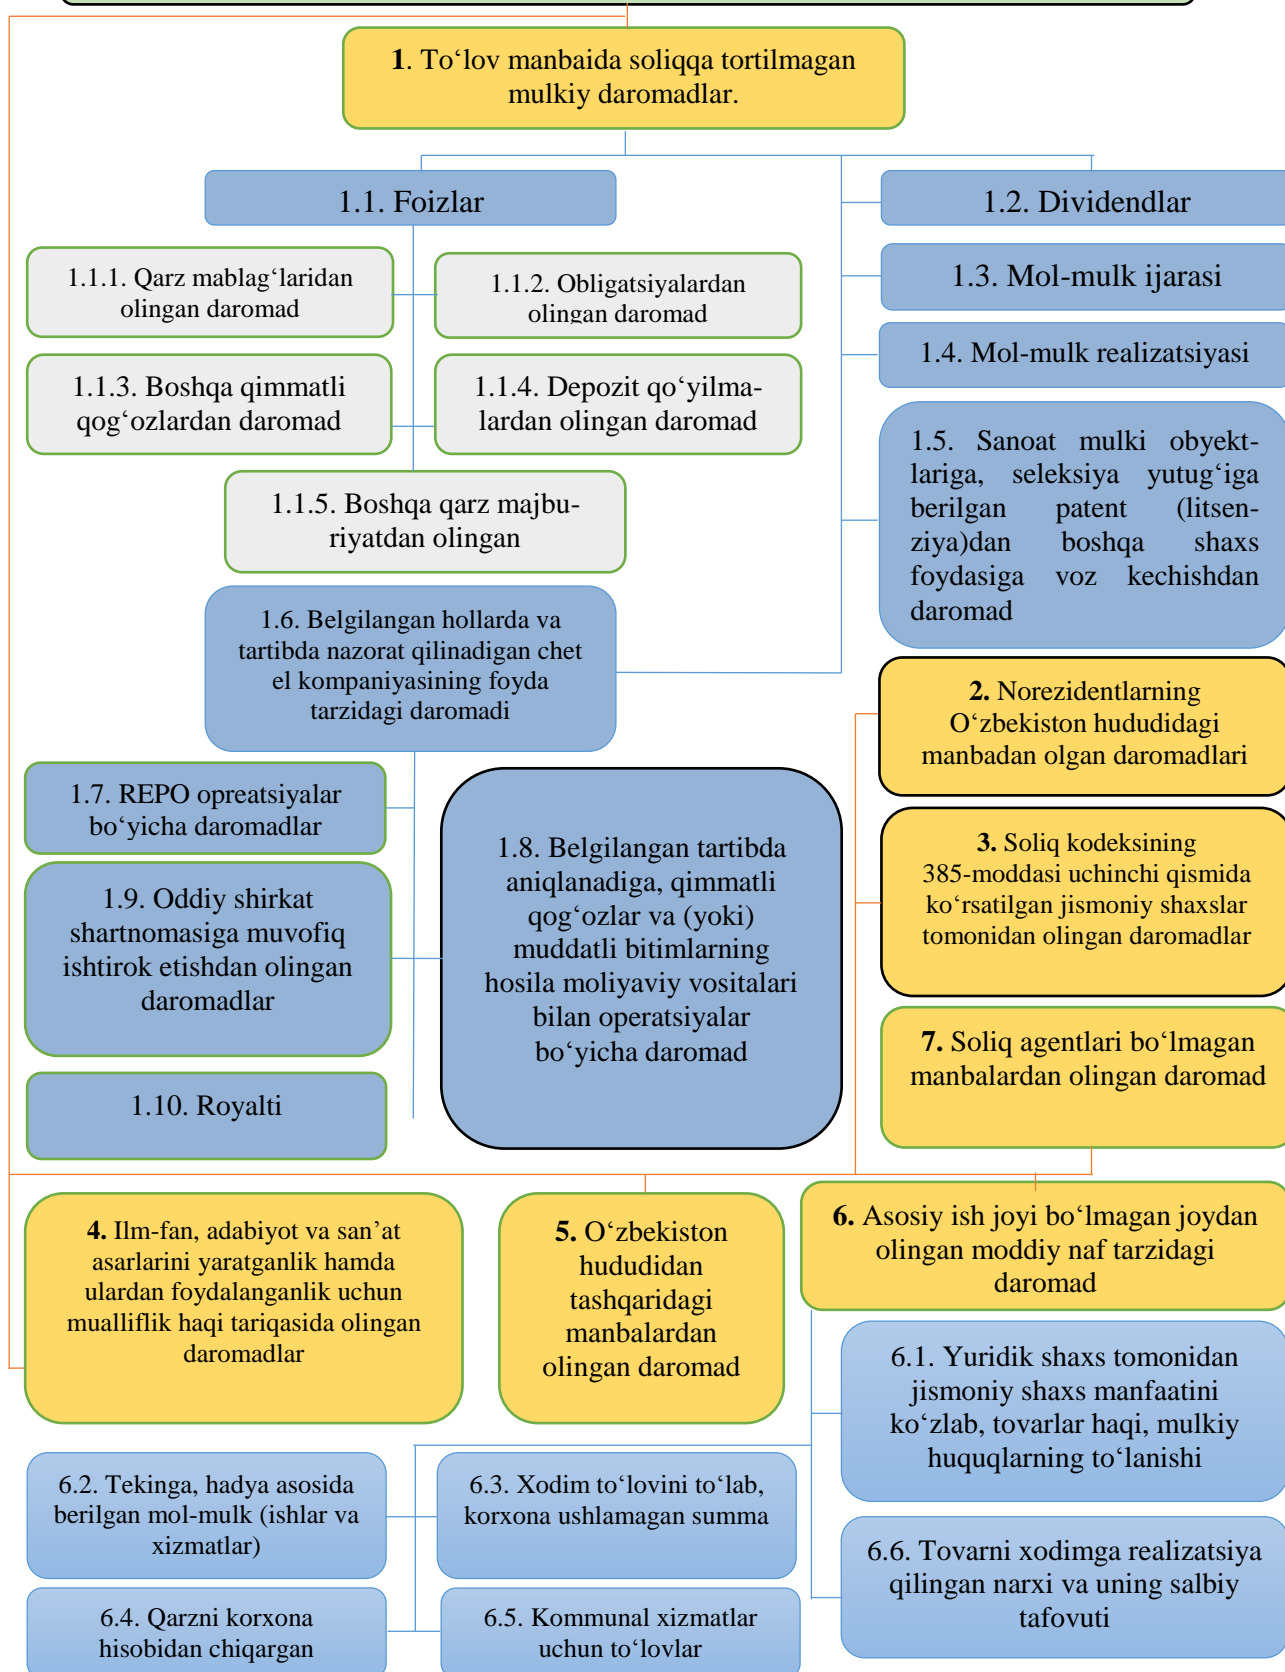 1. To‘lov manbaida soliqqa tortilmagan
mulkiy daromadlar.
1.1. Foizlar
1.2. Dividendlar
1.1.1. Qarz mablag‘laridan
olingan daromad
1.1.2. Obligatsiyalardan
olingan daromad
1.3. Mol-mulk ijarasi
1.4. Mol-mulk realizatsiyasi
1.1.3. Boshqa qimmatli
qog‘ozlardan daromad
1.1.4. Depozit qo‘yilma-
lardan olingan daromad
1.5. Sanoat mulki obyekt-
lariga, seleksiya yutug‘iga
berilgan patent (litsen-
ziya)dan boshqa shaxs
foydasiga voz kechishdan
daromad
1.1.5. Boshqa qarz majbu-
riyatdan olingan
1.6. Belgilangan hollarda va
tartibda nazorat qilinadigan chet
el kompaniyasining foyda
tarzidagi daromadi
2. Norezidentlarning
O‘zbekiston hududidagi
manbadan olgan daromadlari
1.7. REPO opreatsiyalar
bo‘yicha daromadlar
1.8. Belgilangan tartibda
aniqlanadiga, qimmatli
qog‘ozlar va (yoki)
muddatli bitimlarning
hosila moliyaviy vositalari
bilan operatsiyalar
bo‘yicha daromad
3. Soliq kodeksining
385-moddasi uchinchi qismida
ko‘rsatilgan jismoniy shaxslar
tomonidan olingan daromadlar
1.9. Oddiy shirkat
shartnomasiga muvofiq
ishtirok etishdan olingan
daromadlar
7. Soliq agentlari bo‘lmagan
manbalardan olingan daromad
1.10. Royalti
4. Ilm-fan, adabiyot va san’at
asarlarini yaratganlik hamda
ulardan foydalanganlik uchun
mualliflik haqi tariqasida olingan
daromadlar
5. O‘zbekiston
hududidan
tashqaridagi
manbalardan
olingan daromad
6. Asosiy ish joyi bo‘lmagan joydan
olingan moddiy naf tarzidagi
daromad
6.1. Yuridik shaxs tomonidan
jismoniy shaxs manfaatini
ko‘zlab, tovarlar haqi, mulkiy
huquqlarning to‘lanishi
6.2. Tekinga, hadya asosida
berilgan mol-mulk (ishlar va
xizmatlar)
6.3. Xodim to‘lovini to‘lab,
korxona ushlamagan summa
6.6. Tovarni xodimga realizatsiya
qilingan narxi va uning salbiy
tafovuti
6.4. Qarzni korxona
hisobidan chiqargan
6.5. Kommunal xizmatlar
uchun to‘lovlar